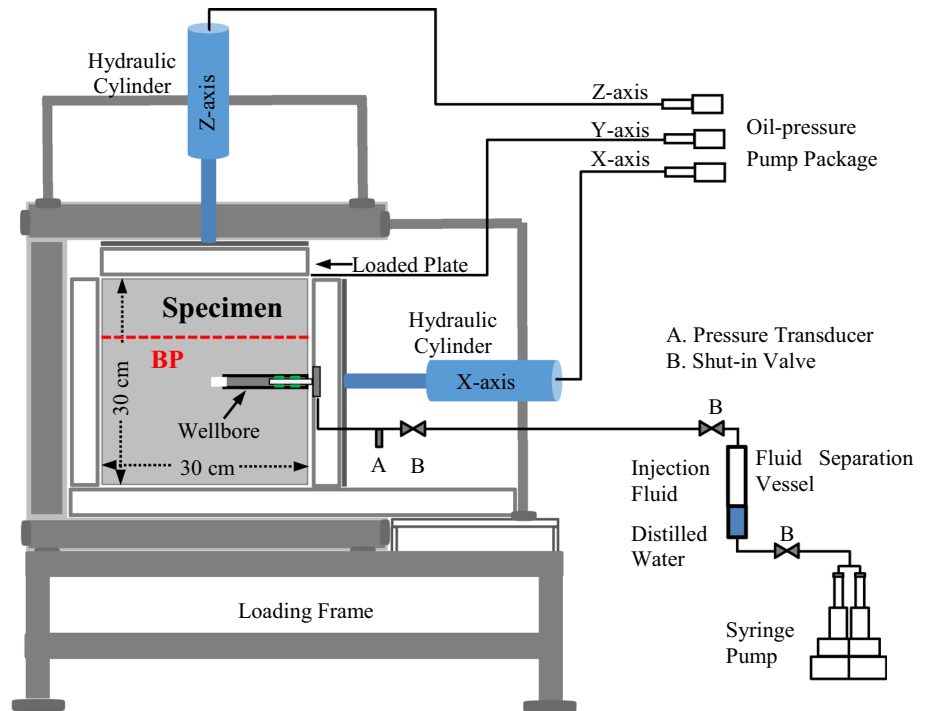 Hydraulic
Cylinder
Z-axis
Z-axis
Y-axis
X-axis
Oil-pressure
Pump Package
Loaded Plate
Specimen
BP
30 cm
30 cm
Wellbore
Hydraulic
Cylinder
X-axis
A. Pressure Transducer
B. Shut-in Valve
A
B
B
Injection
Fluid
Fluid Separation
Vessel
Distilled
Water
B
Syringe
Pump
Loading Frame